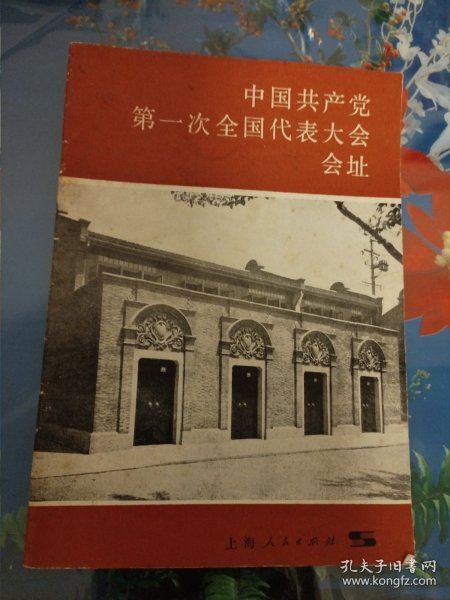 中国共产党
第一次全国代表大会
会址
上海人民出版社
孔夫子旧书网
www.kongfz.com